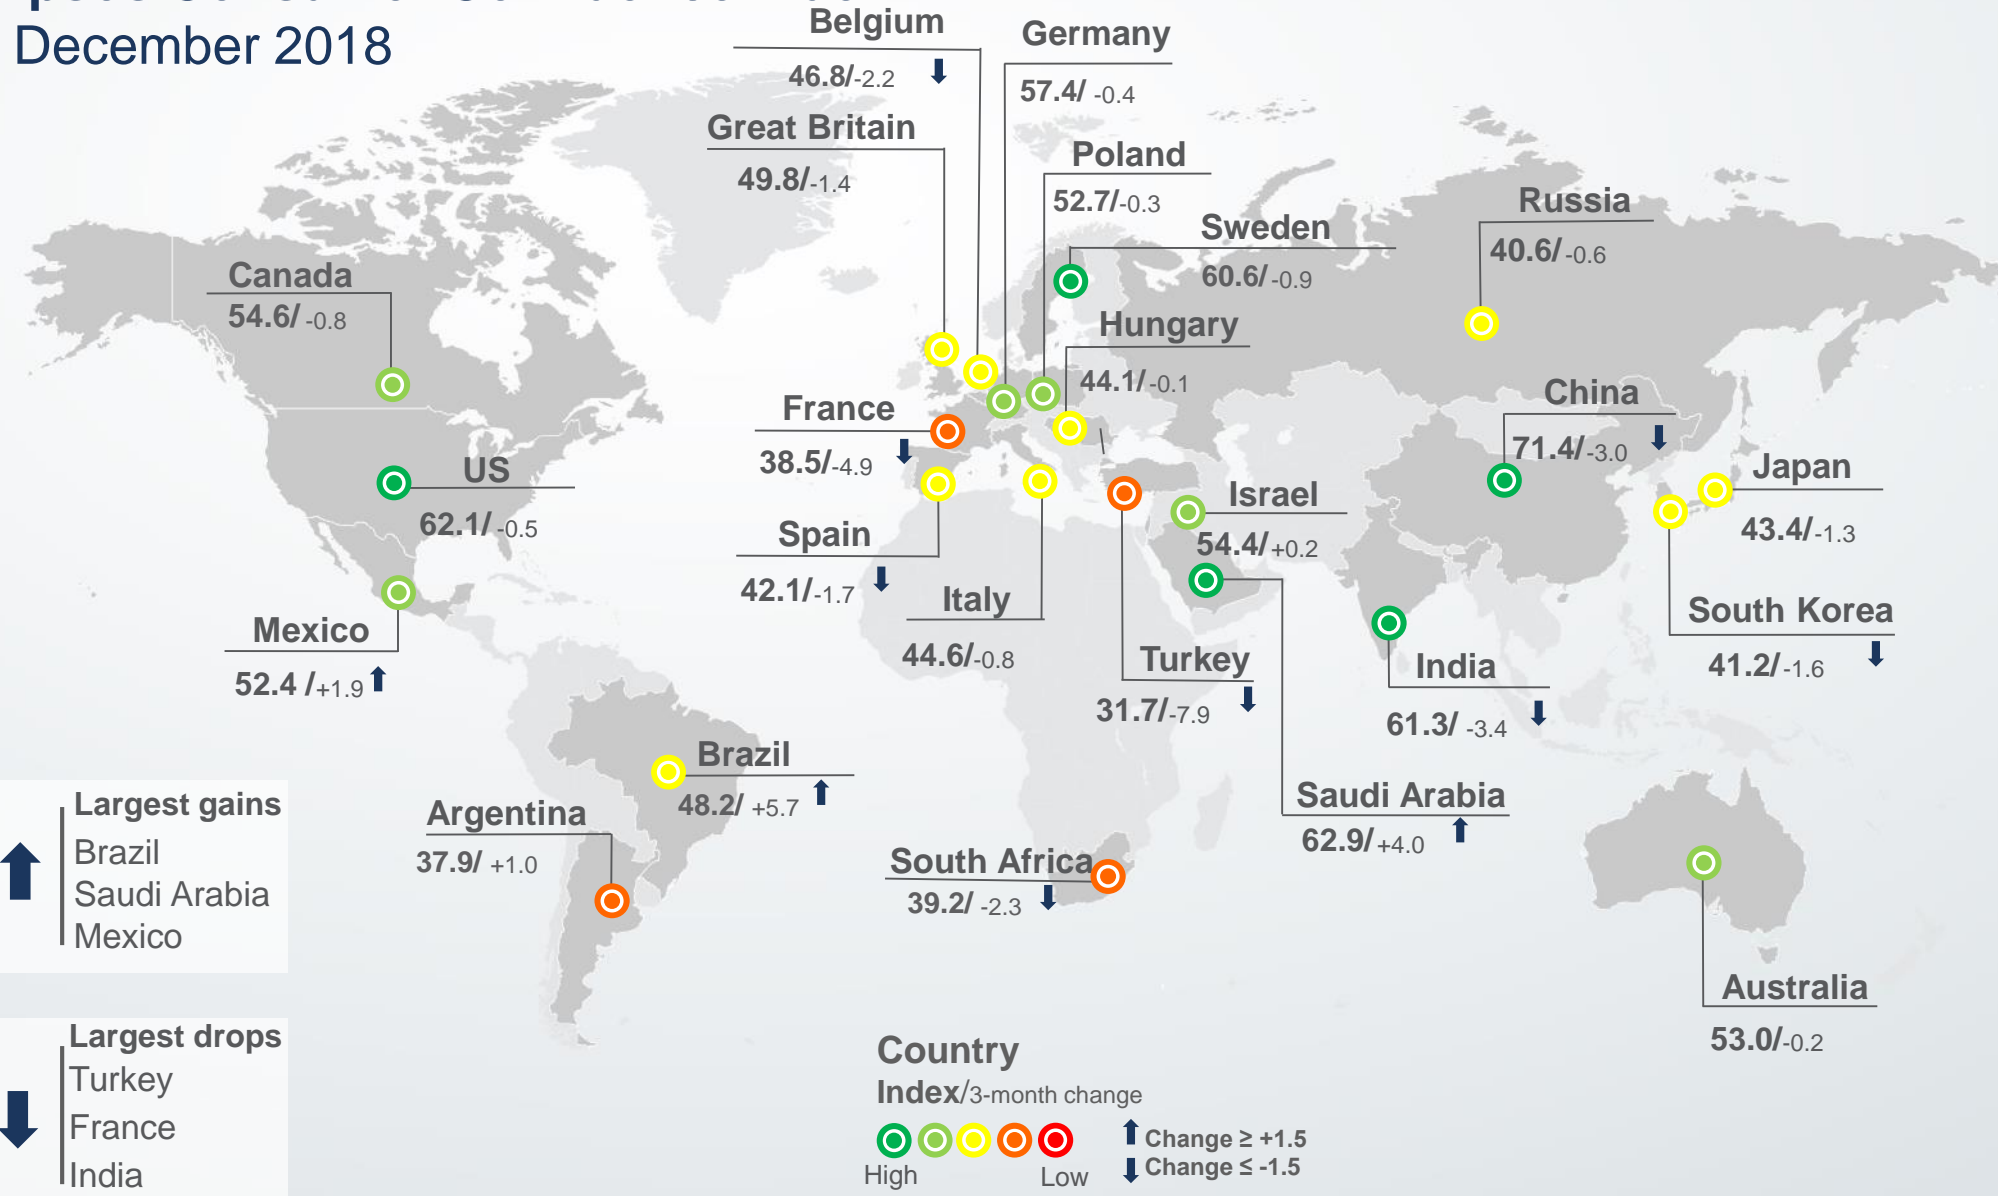 December 2018
Belgium
46.8/-2.2
Germany
57.4/ -0.4
Great Britain
49.8/-1.4
Poland
52.7/-0.3
Sweden
60.6/-0.9
Russia
40.6/-0.6
Canada
54.6/ -0.8
Hungary
44.1/-0.1
France
38.5/-4.9
China
71.4/-3.0
US
62.1/ -0.5
Japan
43.4/-1.3
Israel
54.4/+0.2
Spain
42.1/-1.7
Italy
44.6/-0.8
South Korea
41.2/-1.6
Mexico
52.4 /+1.9
Turkey
31.7/-7.9
India
61.3/ -3.4
Brazil
48.2/ +5.7
Argentina
37.9/ +1.0
Saudi Arabia
62.9/+4.0
South Africa
39.2/ -2.3
Australia
53.0/-0.2
Largest gains
Brazil
Saudi Arabia
Mexico
Largest drops
Turkey
France
India
Country
Index/3-month change
High
Low
Change ≥ +1.5
Change ≤ -1.5